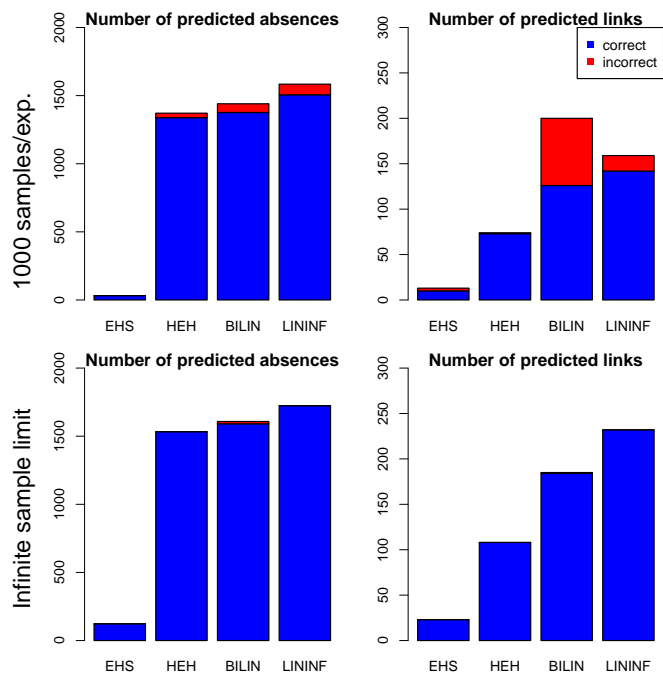 Number of predicted absences
2000
1500
1000
500
0
1000 samples/exp.
EHS HEH BILIN LININF
Number of predicted links
300
250
200
150
100
50
0
correct
incorrect
EHS HEH BILIN LININF
Number of predicted absences
2000
1500
1000
500
0
Infinite sample limit
EHS HEH BILIN LININF
Number of predicted links
300
250
200
150
100
50
0
EHS HEH BILIN LININF